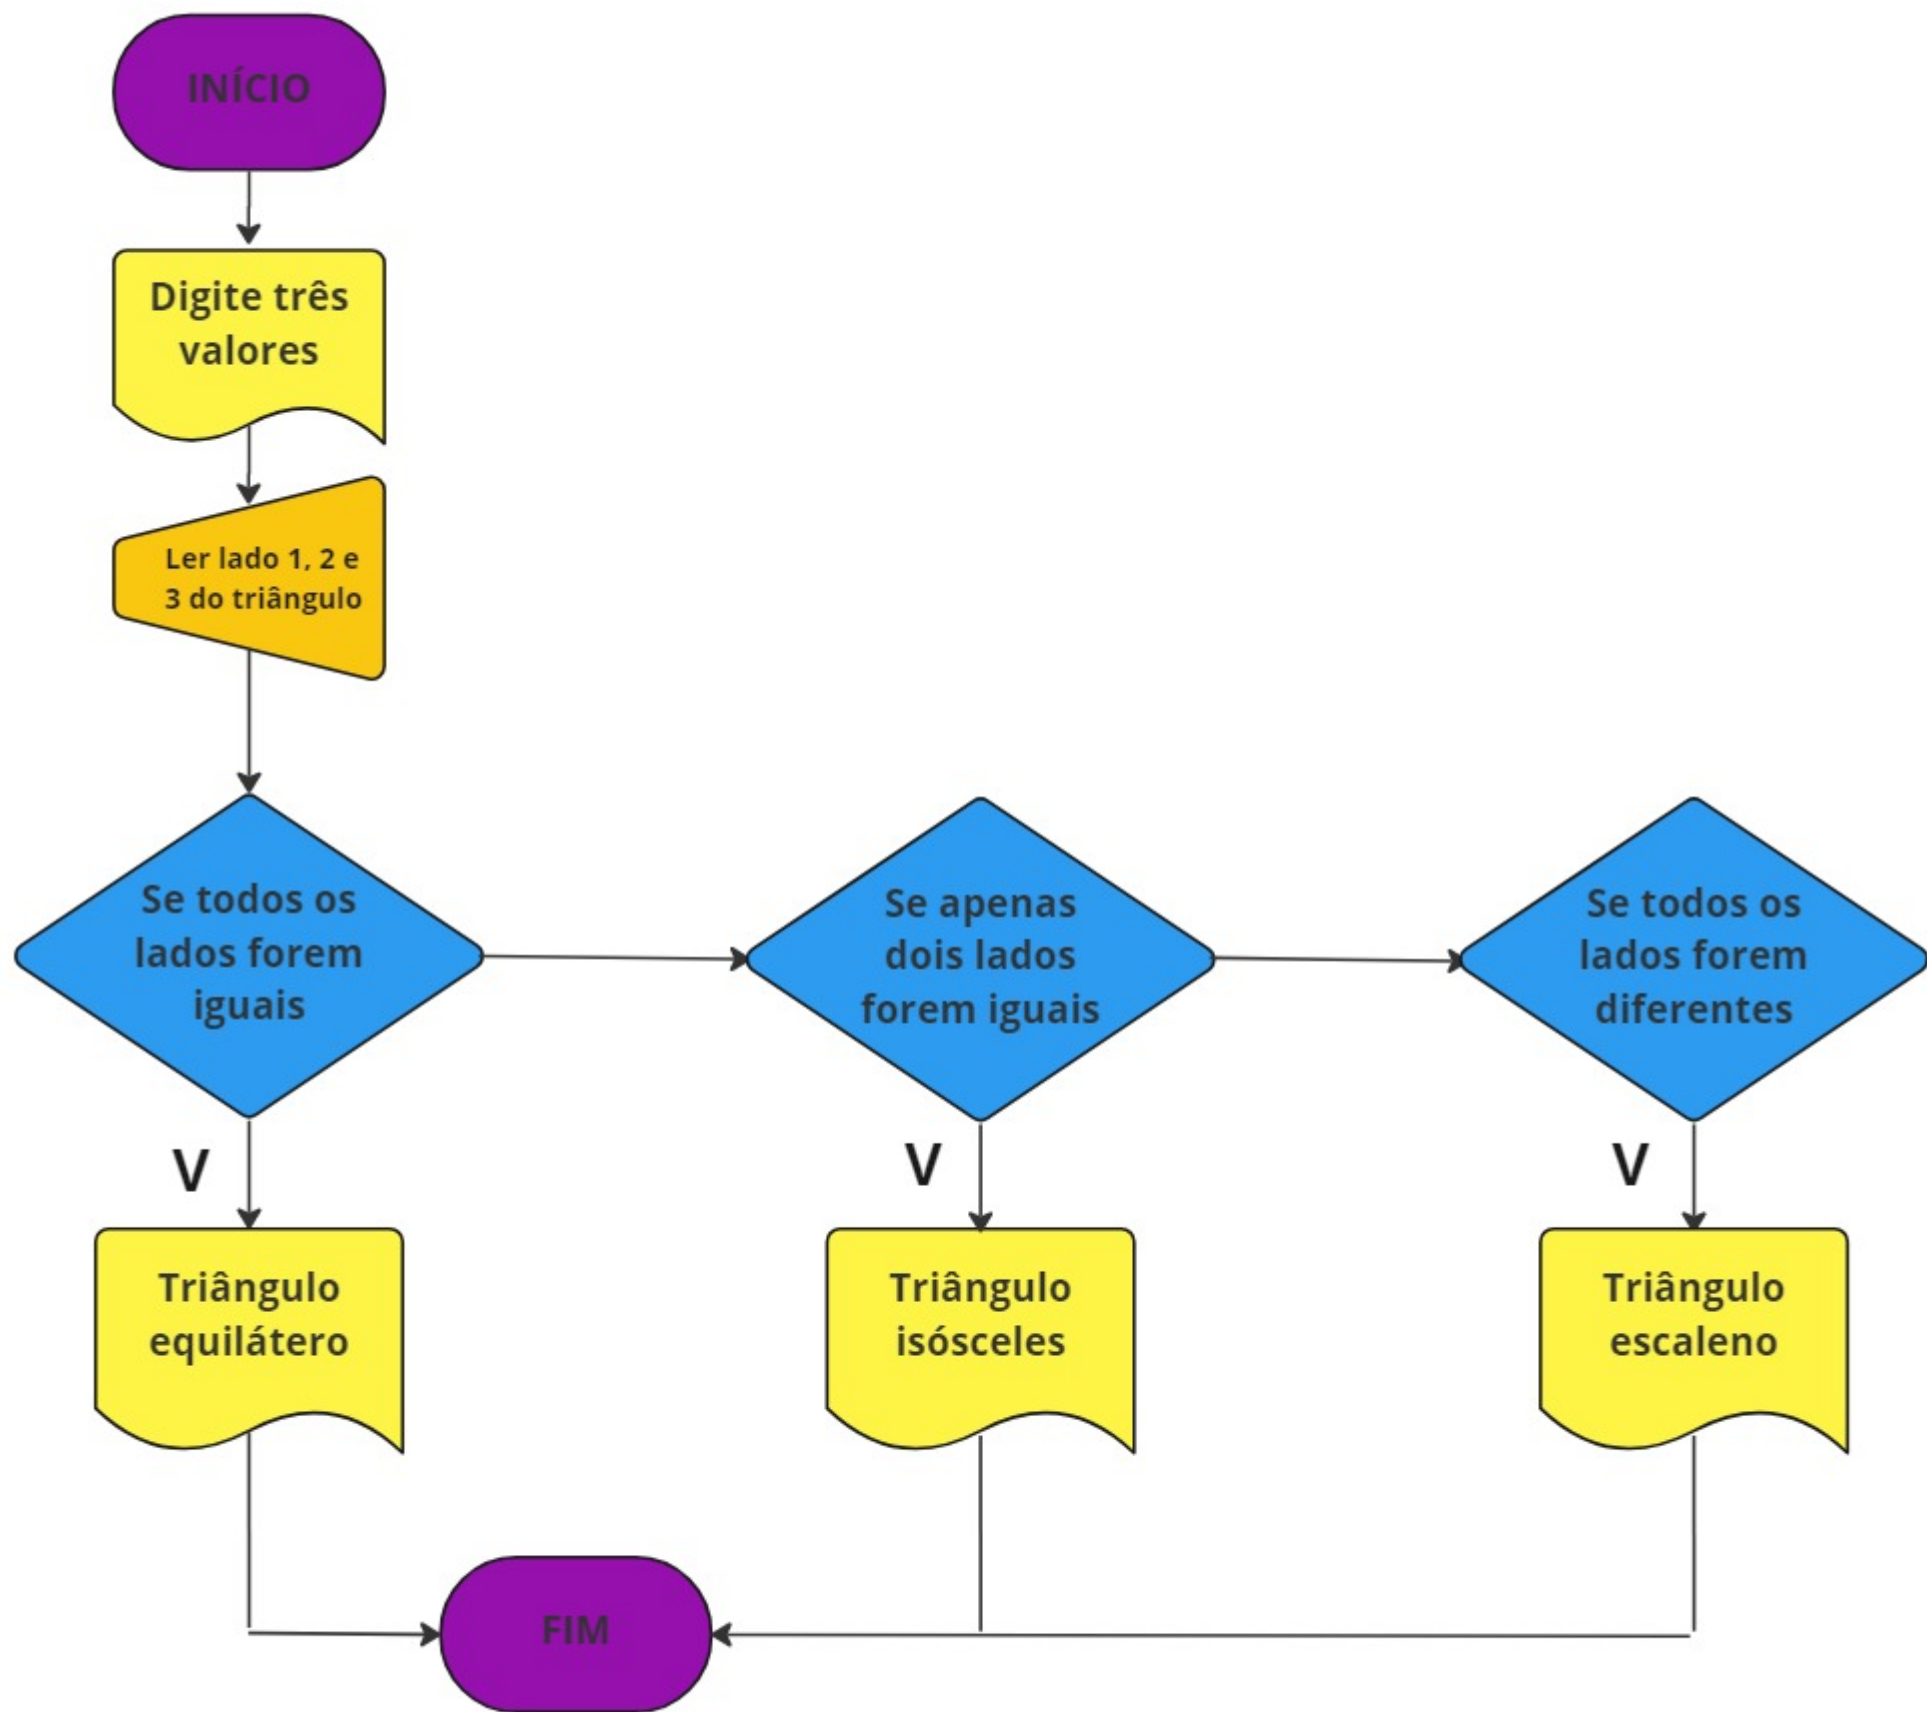 INÍCIO
Digite três
valores
Ler lado 1, 2 e
3 do triângulo
Se todos os
lados forem
iguais
Se apenas
dois lados
forem iguais
Se todos os
lados forem
diferentes
V
V
V
Triângulo
equilátero
Triângulo
isósceles
Triângulo
escaleno
FIM